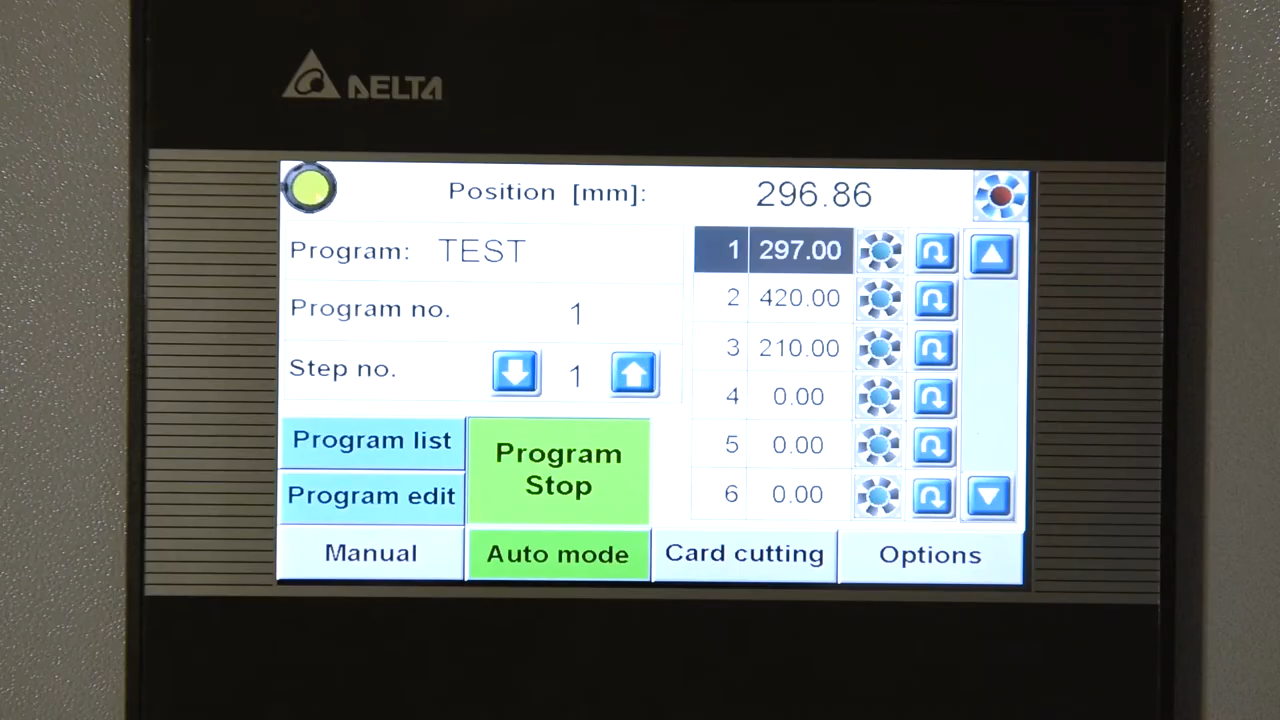 DELTA
Position [mm]: 296.86
Program: TEST
Program no. 1
Step no. 1
1 297.00
2 420.00
3 210.00
4 0.00
5 0.00
6 0.00
Program list
Program edit
Program
Stop
Manual
Auto mode
Card cutting
Options